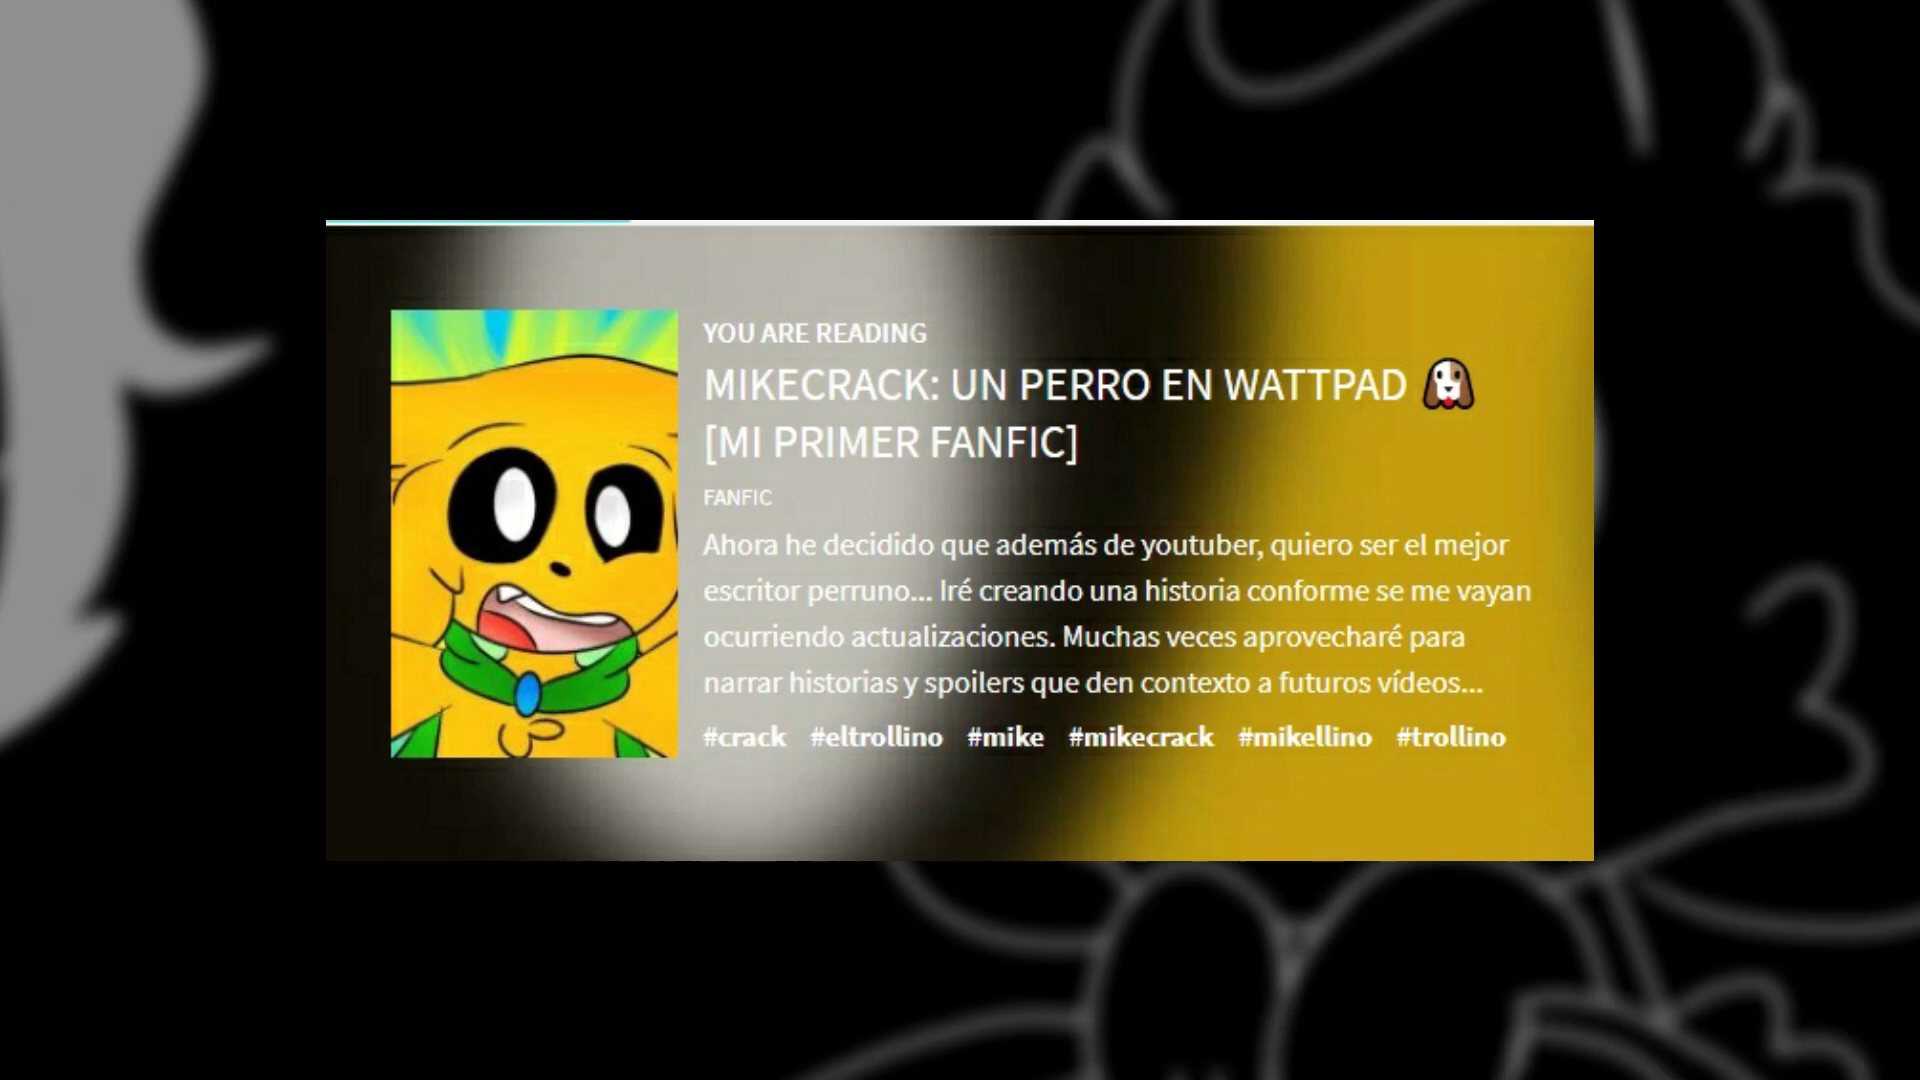 YOU ARE READING
MIKECRACK: UN PERRO EN WATTPAD 🐶
[MI PRIMER FANFIC]
FANFIC
Ahora he decidido que además de youtuber, quiero ser el mejor
escritor perruno... Iré creando una historia conforme se me vayan
ocurriendo actualizaciones. Muchas veces aprovecharé para
narrar historias y spoilers que den contexto a futuros vídeos...
#crack #eltrollino #mike #mikecrack #mikellino #trollino